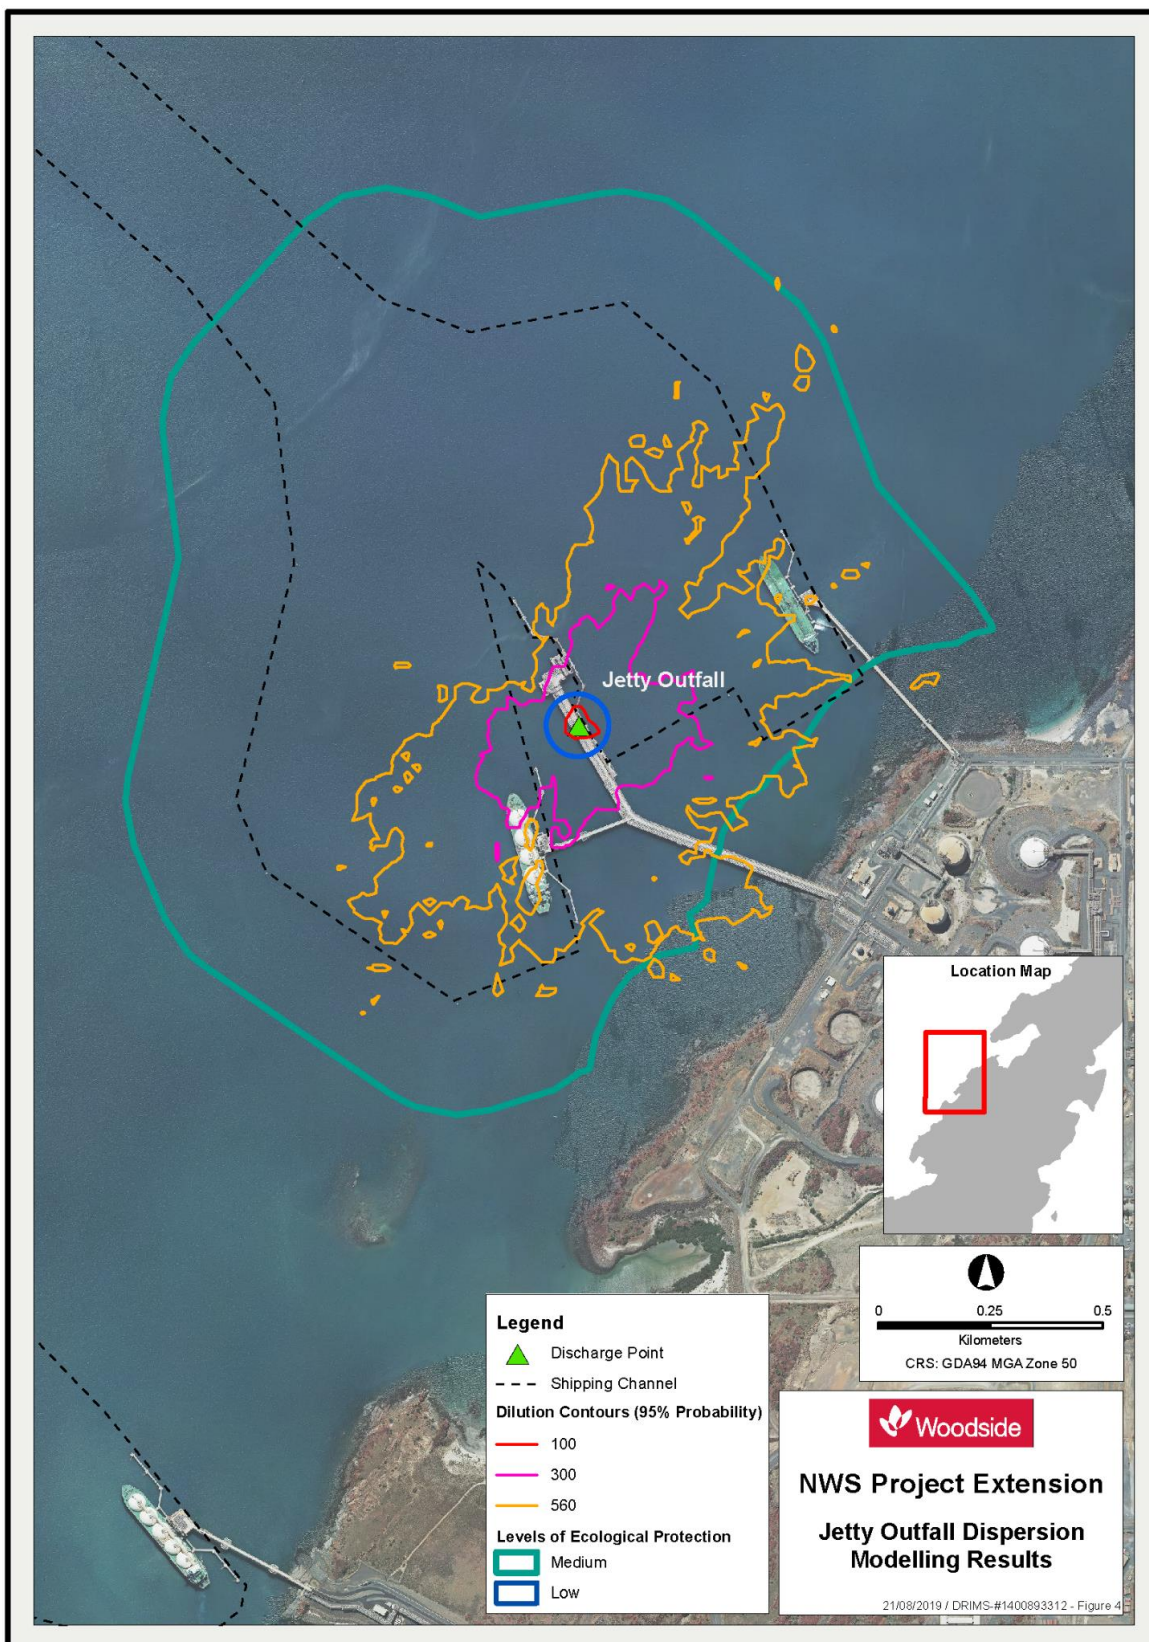 Jetty Outfall
Location Map
0 0.25 0.5
Kilometers
CRS: GDA94 MGA Zone 50
Legend
Discharge Point
Shipping Channel
Dilution Contours (95% Probability)
100
300
560
Levels of Ecological Protection
Medium
Low
Woodside
NWS Project Extension
Jetty Outfall Dispersion
Modelling Results
21/08/2019 / DRIMS-#1400893312 - Figure 4